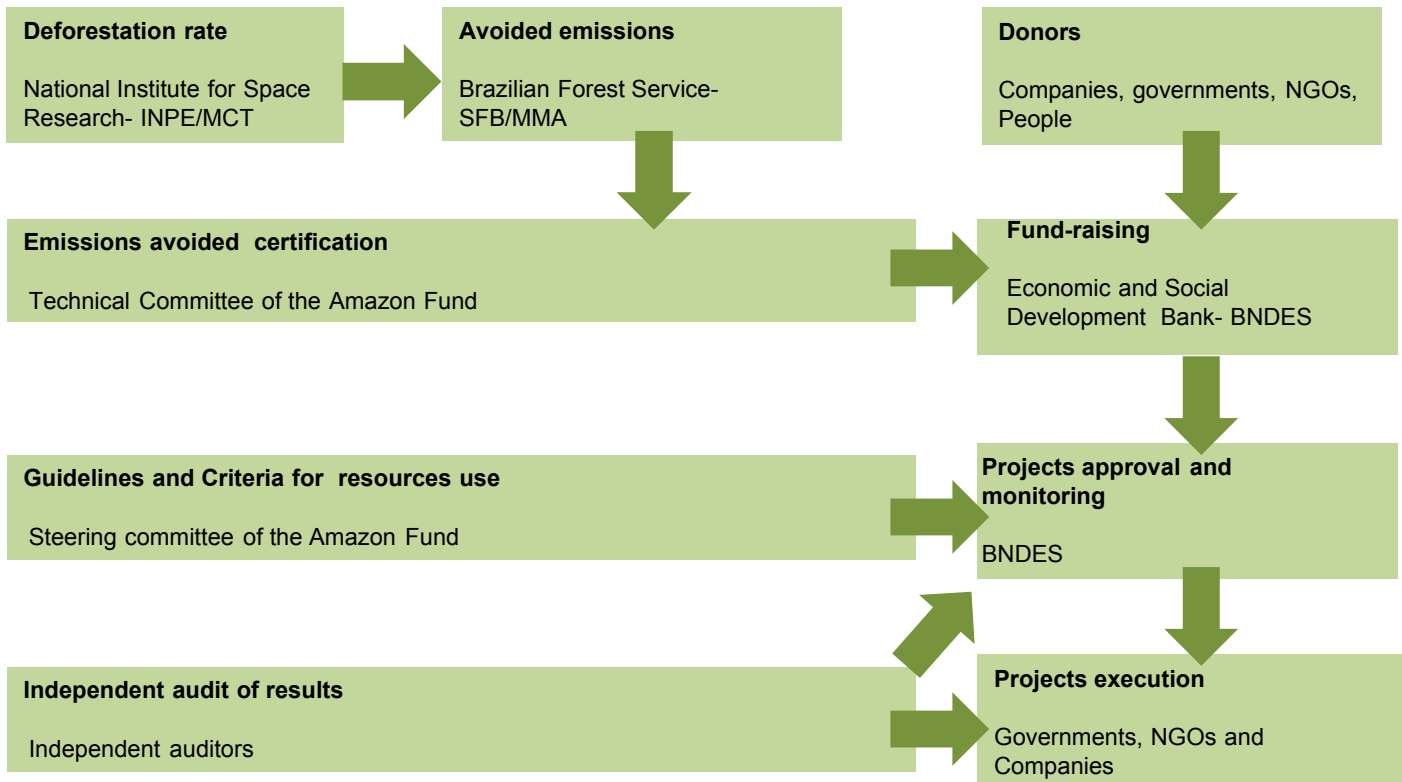 Deforestation rate
National Institute for Space
Research- INPE/MCT
Avoided emissions
Brazilian Forest Service-
SFB/MMA
Donors
Companies, governments, NGOs,
People
Emissions avoided  certification
Technical Committee of the Amazon Fund
Fund-raising
Economic and Social
Development  Bank- BNDES
Guidelines and Criteria for  resources use
Steering committee of the Amazon Fund
Projects approval and
monitoring
BNDES
Independent audit of results
Independent auditors
Projects execution
Governments, NGOs and
Companies